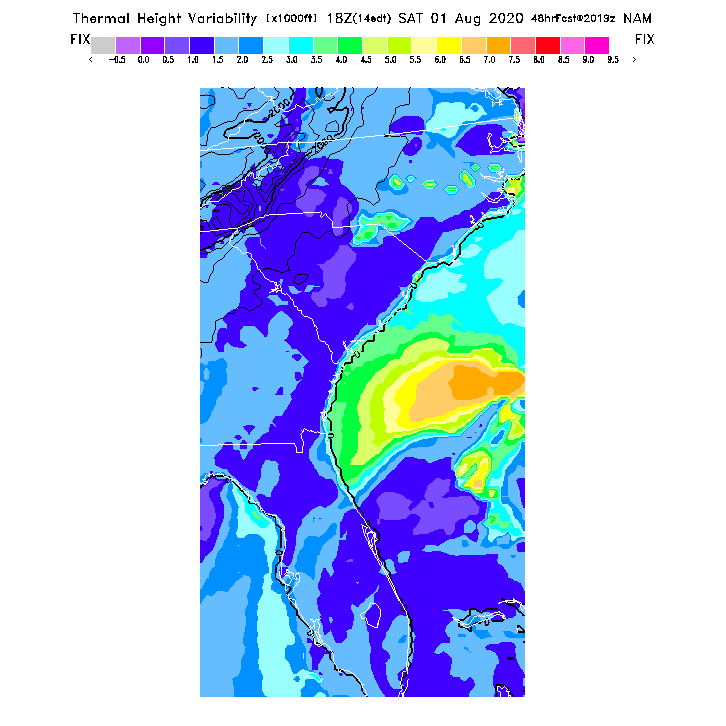 Thermal Height Variability [x1000ft] 18Z(14edt) SAT 01 Aug 2020 48hrFcst@2019z NAM
FIX FIX
< -0.5 0.0 0.5 1.0 1.5 2.0 2.5 3.0 3.5 4.0 4.5 5.0 5.5 6.0 6.5 7.0 7.5 8.0 8.5 9.0 9.5 >
2000